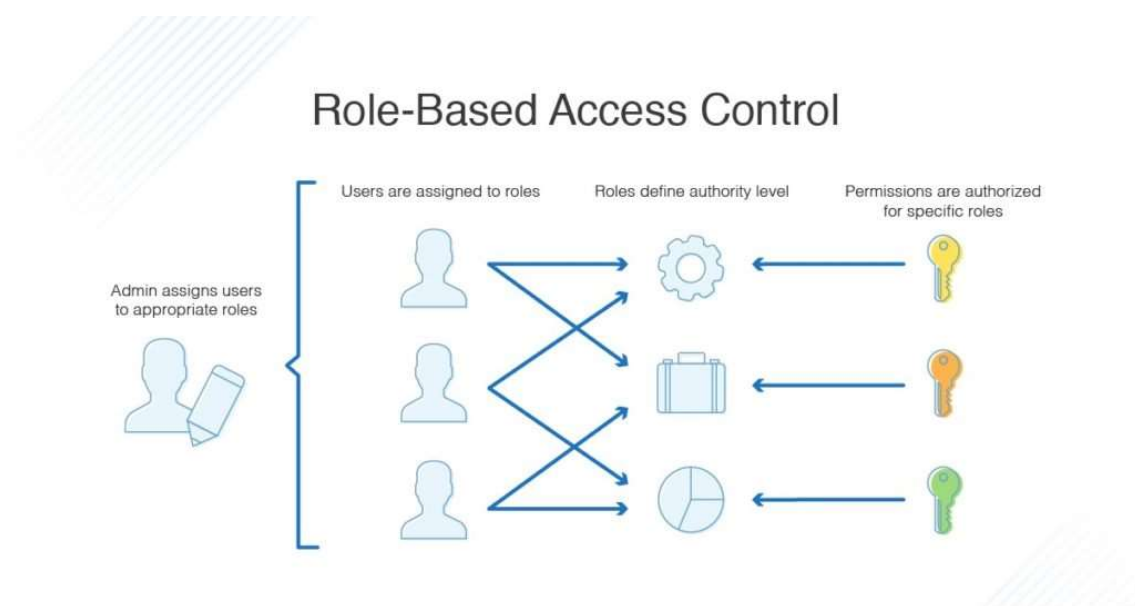 Role-Based Access Control
Users are assigned to roles
Roles define authority level
Permissions are authorized
for specific roles
Admin assigns users
to appropriate roles